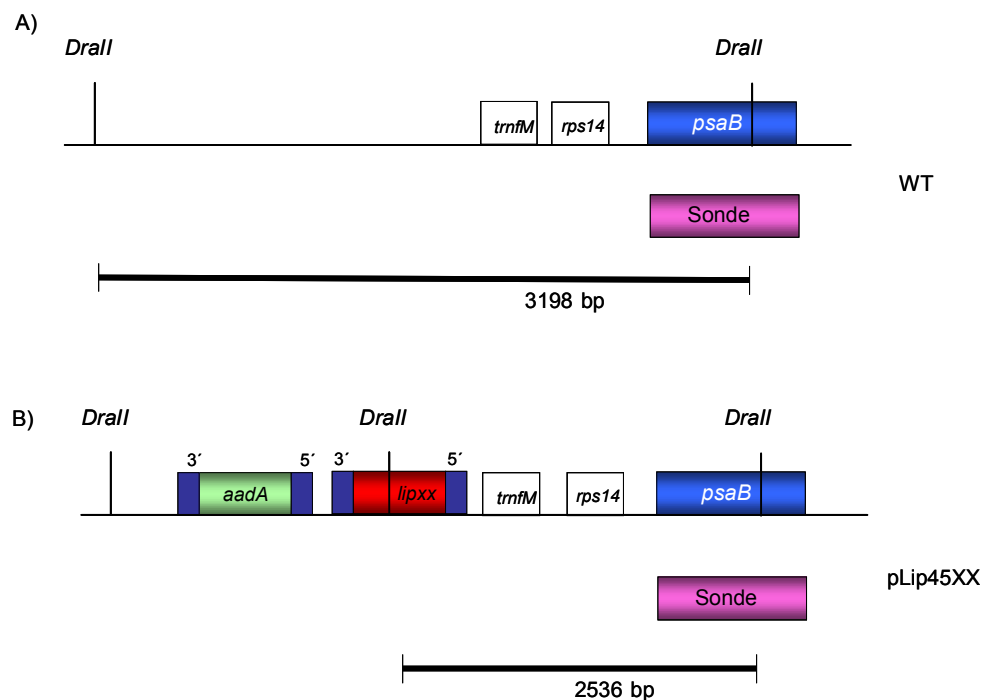 A)
DraII DraII
trnfM rps14 psaB
WT
Sonde
3198 bp
B)
DraII DraII DraII
3´ 5´ 3´ 5´
aadA lipxx trnfM rps14 psaB
pLip45XX
Sonde
2536 bp